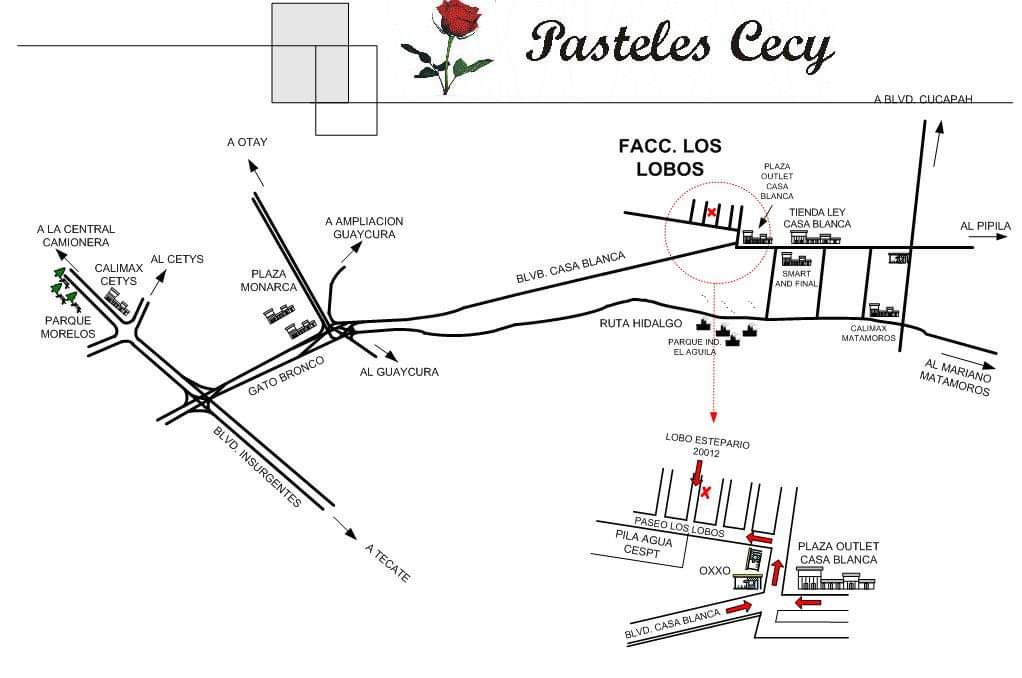 Pasteles Cecy
A BLVD. CUCAPAH
A OTAY
FACC. LOS
LOBOS
PLAZA
OUTLET
CASA
BLANCA
TIENDA LEY
CASA BLANCA
AL PIPILA
A AMPLIACION
GUAYCURA
A LA CENTRAL
CAMIONERA
CALIMAX
CETYS
AL CETYS
PLAZA
MONARCA
BLVB. CASA BLANCA
SMART
AND FINAL
PARQUE
MORELOS
RUTA HIDALGO
PARQUE IND.
EL AGUILA
CALIMAX
MATAMOROS
AL MARIANO
MATAMOROS
GATO BRONCO
AL GUAYCURA
BLVD. INSURGENTES
A TECATE
LOBO ESTEPARIO
20012
PASEO LOS LOBOS
PILA AGUA
CESPT
OXXO
PLAZA OUTLET
CASA BLANCA
BLVD. CASA BLANCA